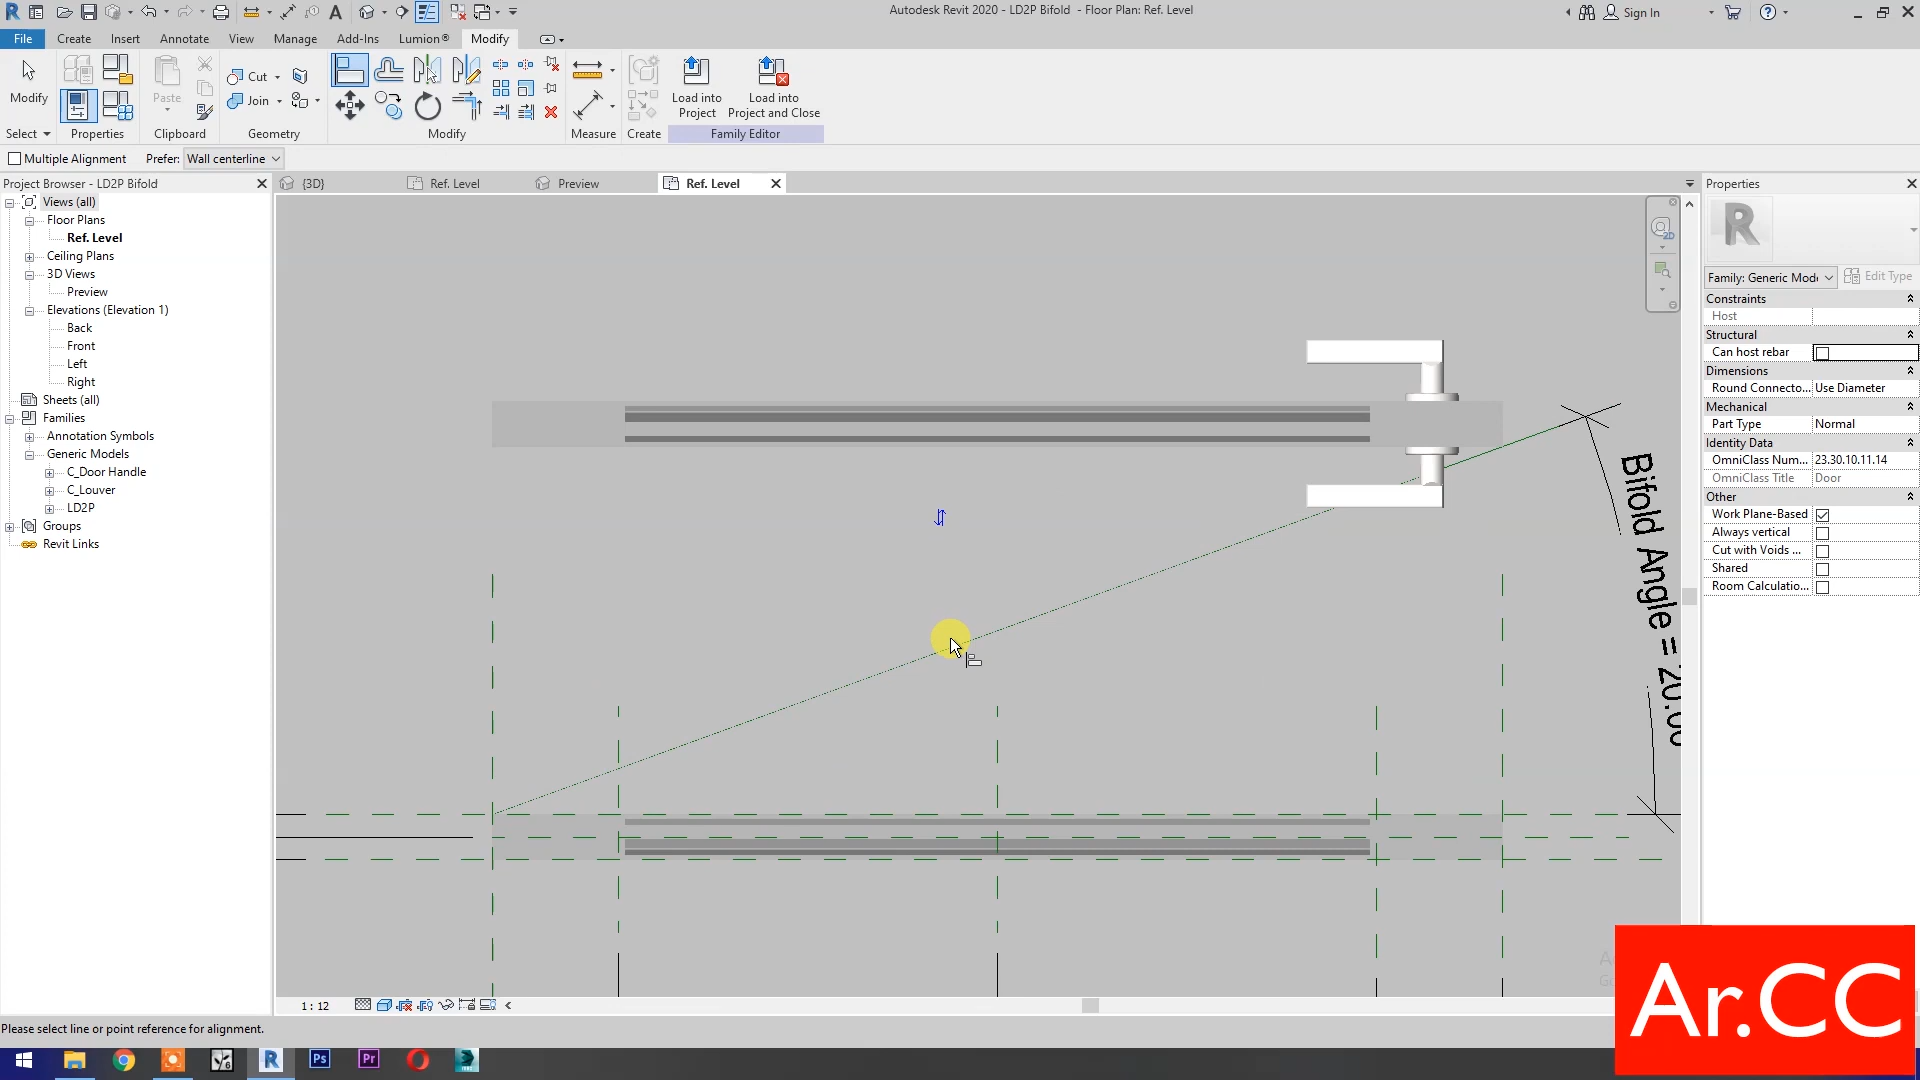 Autodesk Revit 2020 - LD2P Bifold - Floor Plan: Ref. Level
Sign In
File Create Insert Annotate View Manage Add-Ins Lumion® Modify
Modify
Paste
Cut
Join
Load into Project
Load into Project and Close
Select
Properties
Clipboard
Geometry
Modify
Measure
Create
Family Editor
Multiple Alignment Prefer: Wall centerline
Project Browser - LD2P Bifold
{3D}
Ref. Level
Preview
Ref. Level
Views (all)
Floor Plans
Ref. Level
Ceiling Plans
3D Views
Preview
Elevations (Elevation 1)
Back
Front
Left
Right
Sheets (all)
Families
Annotation Symbols
Generic Models
C_Door Handle
C_Louver
LD2P
Groups
Revit Links
2D
Bifold Angle = 20.00
Properties
R
Family: Generic Mode
Edit Type
Constraints
Host
Structural
Can host rebar
Dimensions
Round Connecto... Use Diameter
Mechanical
Part Type Normal
Identity Data
OmniClass Num... 23.30.10.11.14
OmniClass Title Door
Other
Work Plane-Based
Always vertical
Cut with Voids ...
Shared
Room Calculatio...
1 : 12
Please select line or point reference for alignment.
Ar.CC
R
Ps
Pr